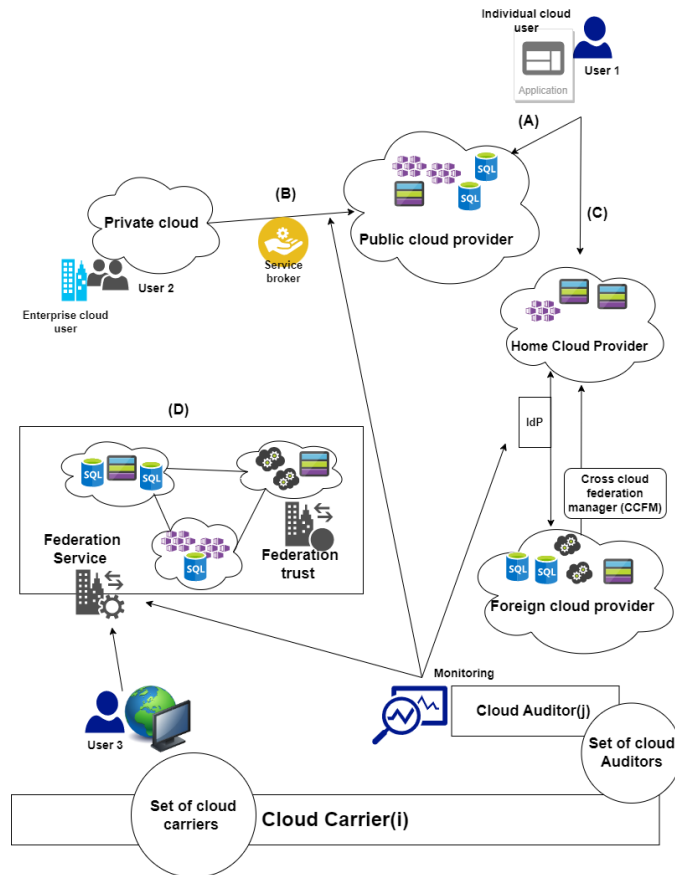 Individual cloud
user
User 1
Application
(A)
SQL
SQL
Public cloud provider
(B)
Private cloud
Service
broker
User 2
Enterprise cloud
user
(C)
Home Cloud Provider
IdP
Cross cloud
federation
manager (CCFM)
(D)
SQL
SQL
SQL
Federation
Service
Federation
trust
SQL
SQL
Foreign cloud provider
Monitoring
Cloud Auditor(j)
Set of cloud
Auditors
User 3
Set of cloud
carriers
Cloud Carrier(i)